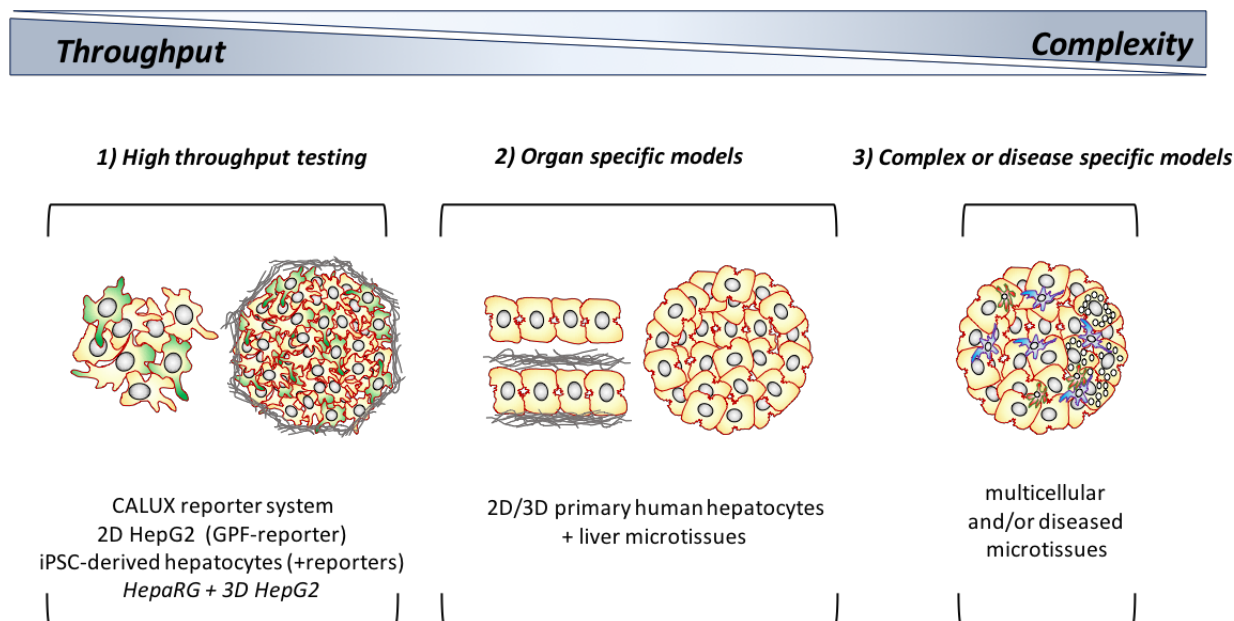 Throughput
Complexity
1) High throughput testing
2) Organ specific models
3) Complex or disease specific models
CALUX reporter system
2D HepG2 (GPF-reporter)
iPSC-derived hepatocytes (+reporters)
HepaRG + 3D HepG2
2D/3D primary human hepatocytes
+ liver microtissues
multicellular
and/or diseased
microtissues